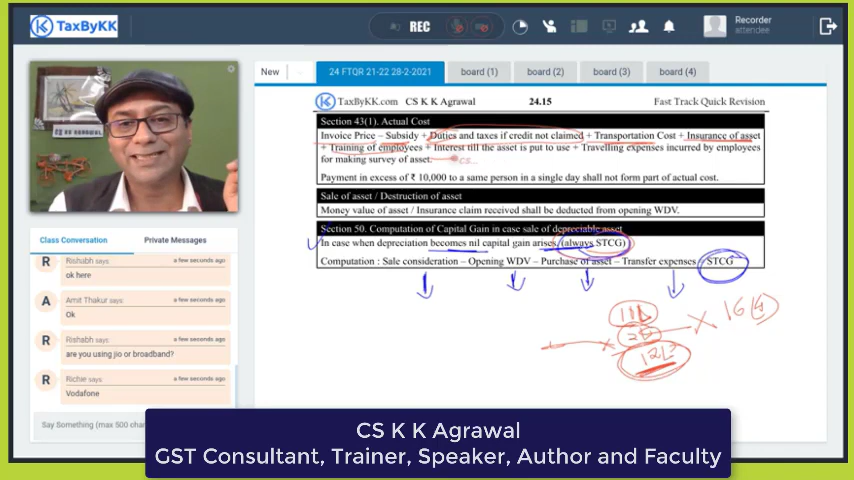 TaxByKK
REC
Recorder
attendee
CS KK AGRAWAL
New
24 FTQR 21-22 28-2-2021
board (1)
board (2)
board (3)
board (4)
TaxByKK.com CS K K Agrawal 24.15 Fast Track Quick Revision
Section 43(1). Actual Cost
Invoice Price – Subsidy + Duties and taxes if credit not claimed + Transportation Cost + Insurance of asset
+ Training of employees + Interest till the asset is put to use + Travelling expenses incurred by employees
for making survey of asset.
Payment in excess of ₹ 10,000 to a same person in a single day shall not form part of actual cost.
Sale of asset / Destruction of asset
Money value of asset / Insurance claim received shall be deducted from opening WDV.
Section 50. Computation of Capital Gain in case sale of depreciable asset
In case when depreciation becomes nil capital gain arises. (always STCG)
Computation : Sale consideration – Opening WDV – Purchase of asset – Transfer expenses = STCG
Class Conversation
Private Messages
R Rishabh says: a few seconds ago
ok here
A Amit Thakur says: a few seconds ago
Ok
R Rishabh says: a few seconds ago
are you using jio or broadband?
R Richie says: a few seconds ago
Vodafone
Say Something (max 500 char
CS K K Agrawal
GST Consultant, Trainer, Speaker, Author and Faculty